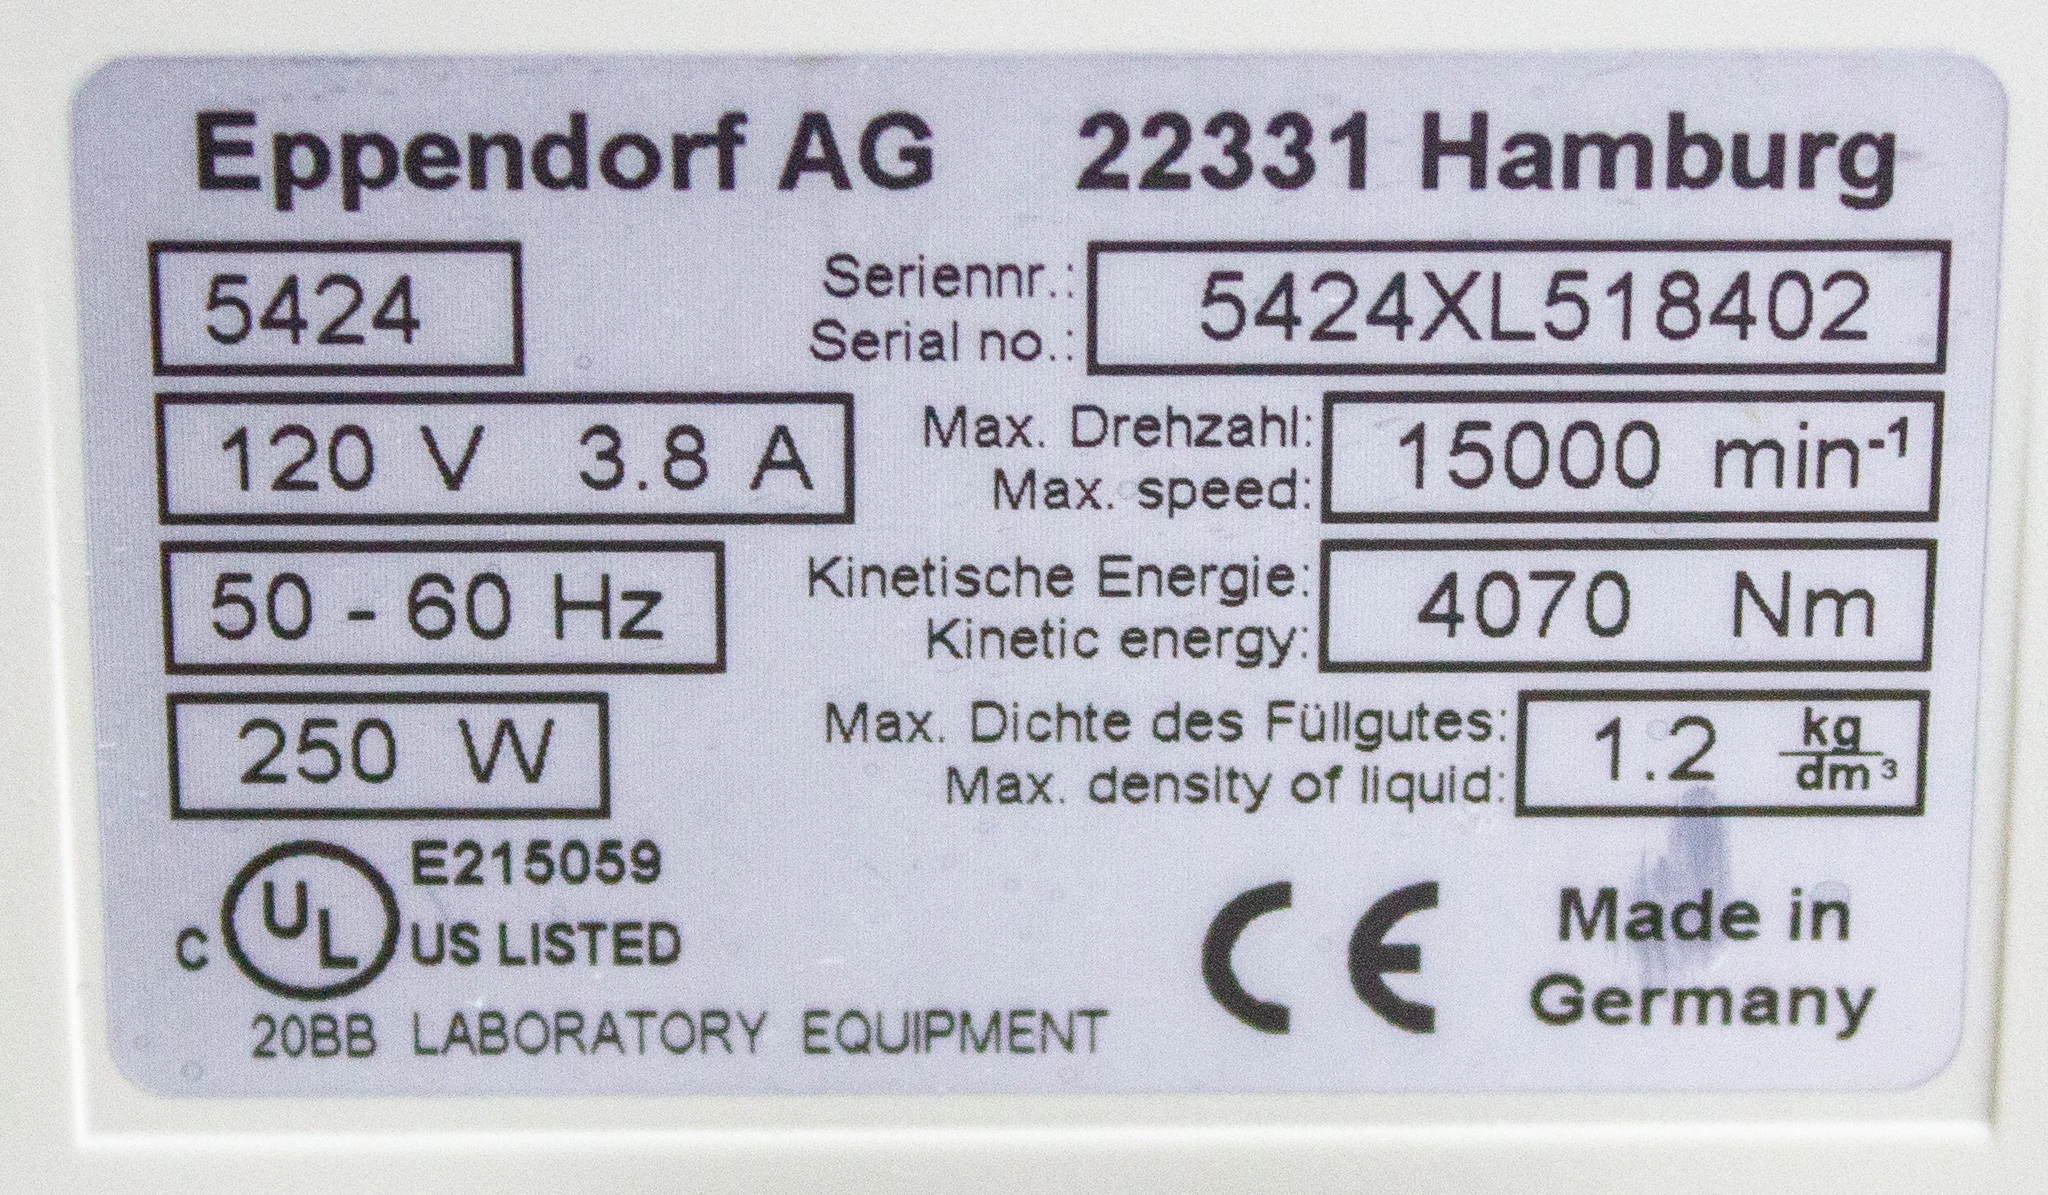 Eppendorf AG 22331 Hamburg
5424
Seriennr.:
Serial no.:
5424XL518402
120 V 3.8 A
Max. Drehzahl:
Max. speed:
15000 min⁻¹
50 - 60 Hz
Kinetische Energie:
Kinetic energy:
4070 Nm
250 W
Max. Dichte des Füllgutes:
Max. density of liquid:
1.2 kg/dm³
C UL US LISTED
E215059
20BB LABORATORY EQUIPMENT
CE
Made in
Germany